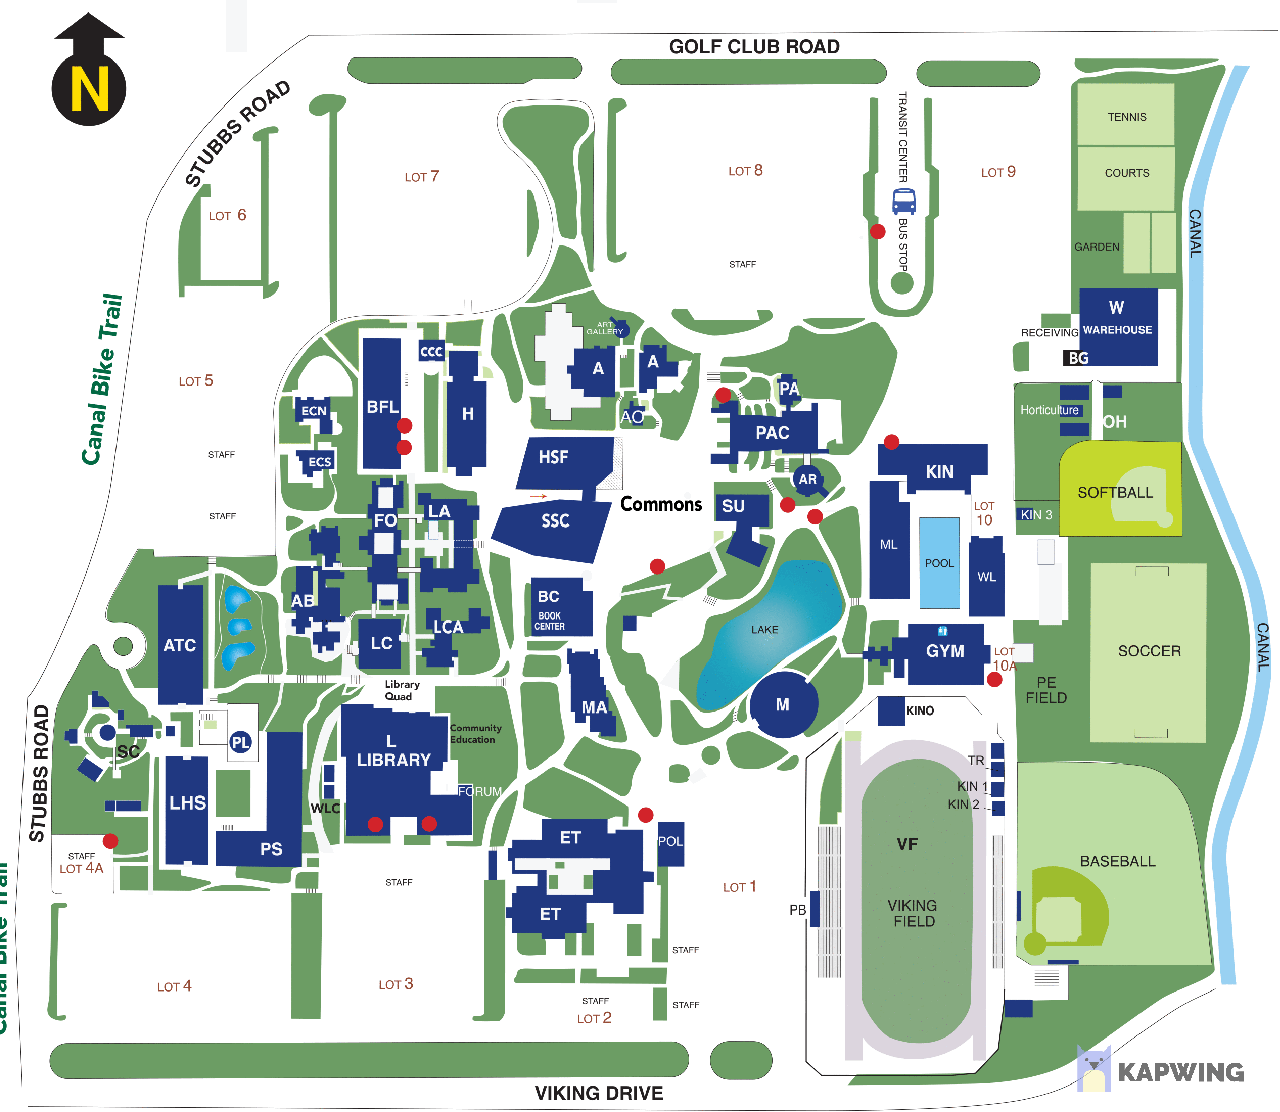 GOLF CLUB ROAD
N
STUBBS ROAD
TRANSIT CENTER
BUS STOP
TENNIS
COURTS
LOT 7
LOT 8
LOT 9
LOT 6
CANAL
GARDEN
STAFF
Canal Bike Trail
W
WAREHOUSE
RECEIVING
BG
ART
GALLERY
CCC
A
A
LOT 5
PA
ECN
BFL
H
AO
Horticulture
OH
PAC
STAFF
ECS
HSF
KIN
AR
SOFTBALL
Commons
SU
LOT
10
KIN 3
STAFF
FO
LA
SSC
ML
POOL
WL
AB
BC
BOOK
CENTER
LAKE
LCA
ATC
LC
GYM
LOT
10A
SOCCER
CANAL
Library
Quad
PE
FIELD
M
KINO
MA
STUBBS ROAD
SC
PL
L
LIBRARY
Community
Education
TR
KIN 1
KIN 2
FORUM
WLC
LHS
PS
ET
POL
VF
STAFF
LOT 4A
BASEBALL
STAFF
LOT 1
PB
VIKING
FIELD
ET
Canal Bike Trail
STAFF
LOT 4
LOT 3
STAFF
LOT 2
STAFF
KAPWING
VIKING DRIVE